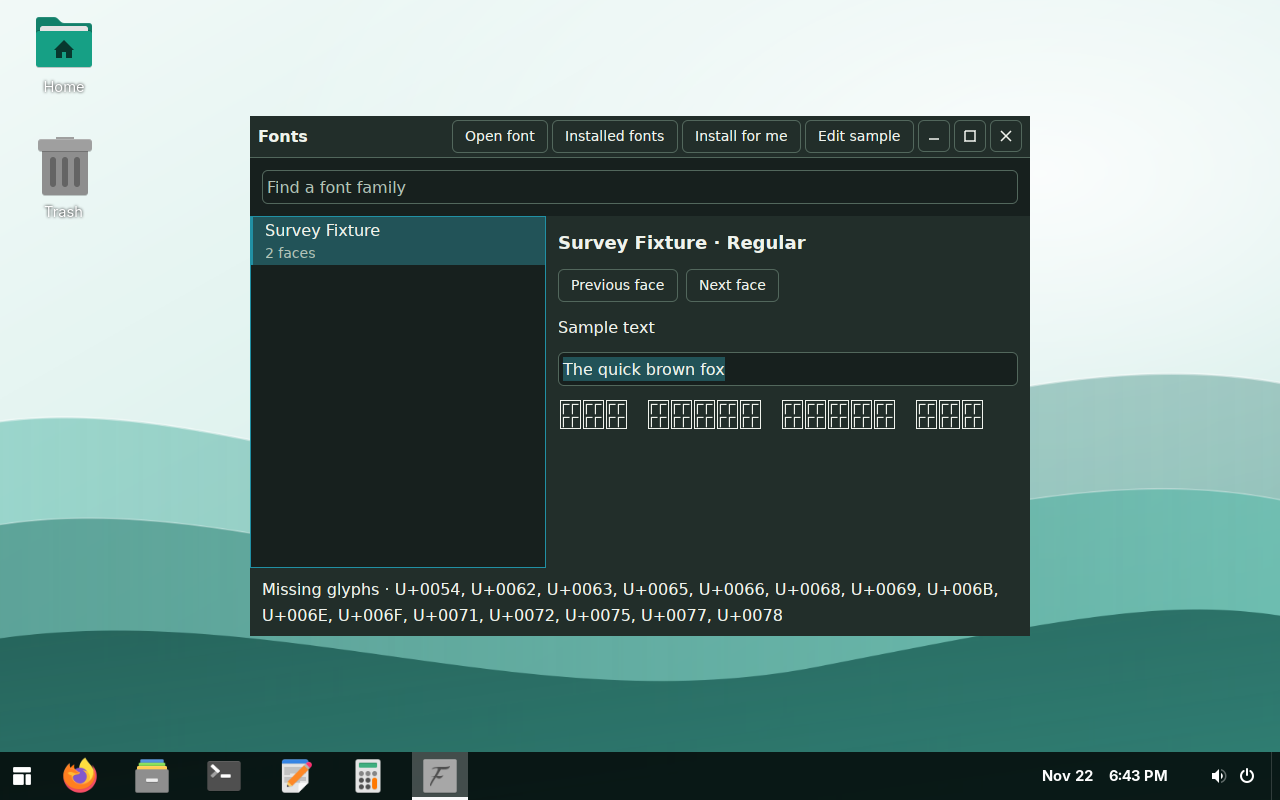 Home
Trash
Fonts
Open font
Installed fonts
Install for me
Edit sample
Find a font family
Survey Fixture
2 faces
Survey Fixture · Regular
Previous face
Next face
Sample text
The quick brown fox
Missing glyphs · U+0054, U+0062, U+0063, U+0065, U+0066, U+0068, U+0069, U+006B,
U+006E, U+006F, U+0071, U+0072, U+0075, U+0077, U+0078
Nov 22 6:43 PM